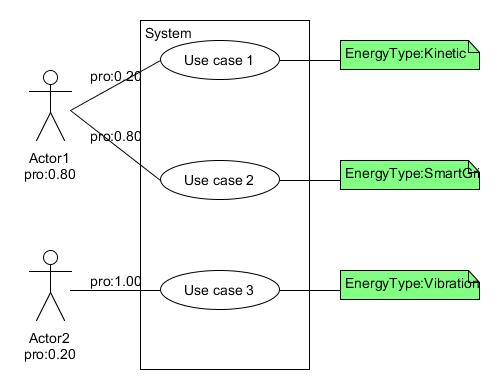 System
Use case 1
EnergyType:Kinetic
pro:0.20
pro:0.80
Actor1
pro:0.80
Use case 2
EnergyType:SmartGri
pro:1.00
Use case 3
EnergyType:Vibration
Actor2
pro:0.20